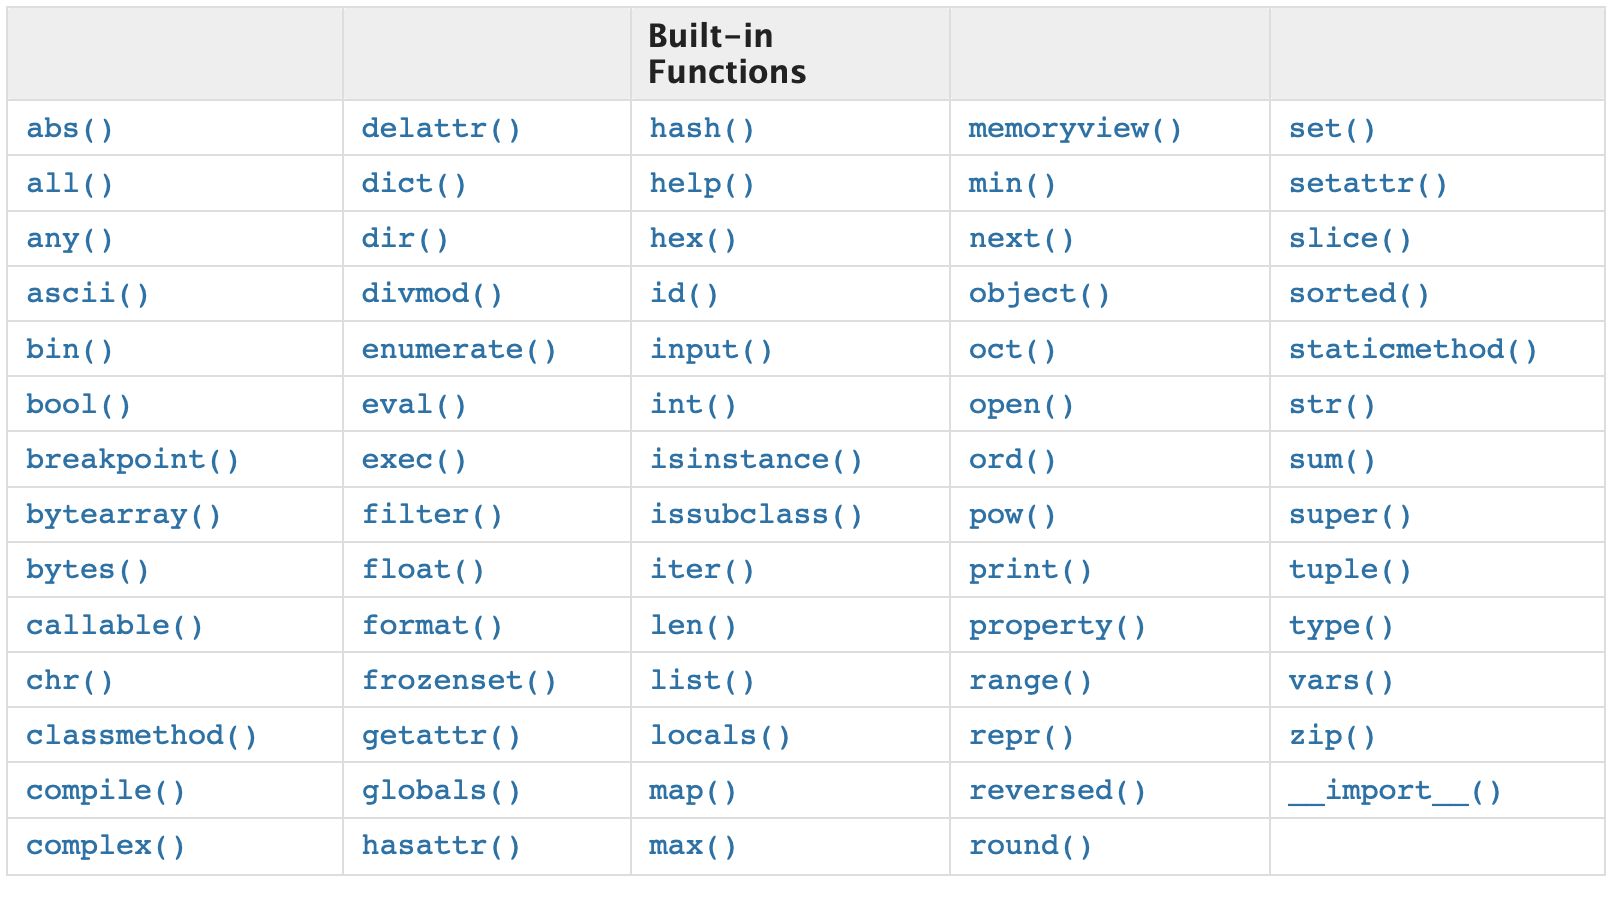 Built-in
Functions
abs() delattr() hash() memoryview() set()
all() dict() help() min() setattr()
any() dir() hex() next() slice()
ascii() divmod() id() object() sorted()
bin() enumerate() input() oct() staticmethod()
bool() eval() int() open() str()
breakpoint() exec() isinstance() ord() sum()
bytearray() filter() issubclass() pow() super()
bytes() float() iter() print() tuple()
callable() format() len() property() type()
chr() frozenset() list() range() vars()
classmethod() getattr() locals() repr() zip()
compile() globals() map() reversed() __import__()
complex() hasattr() max() round()